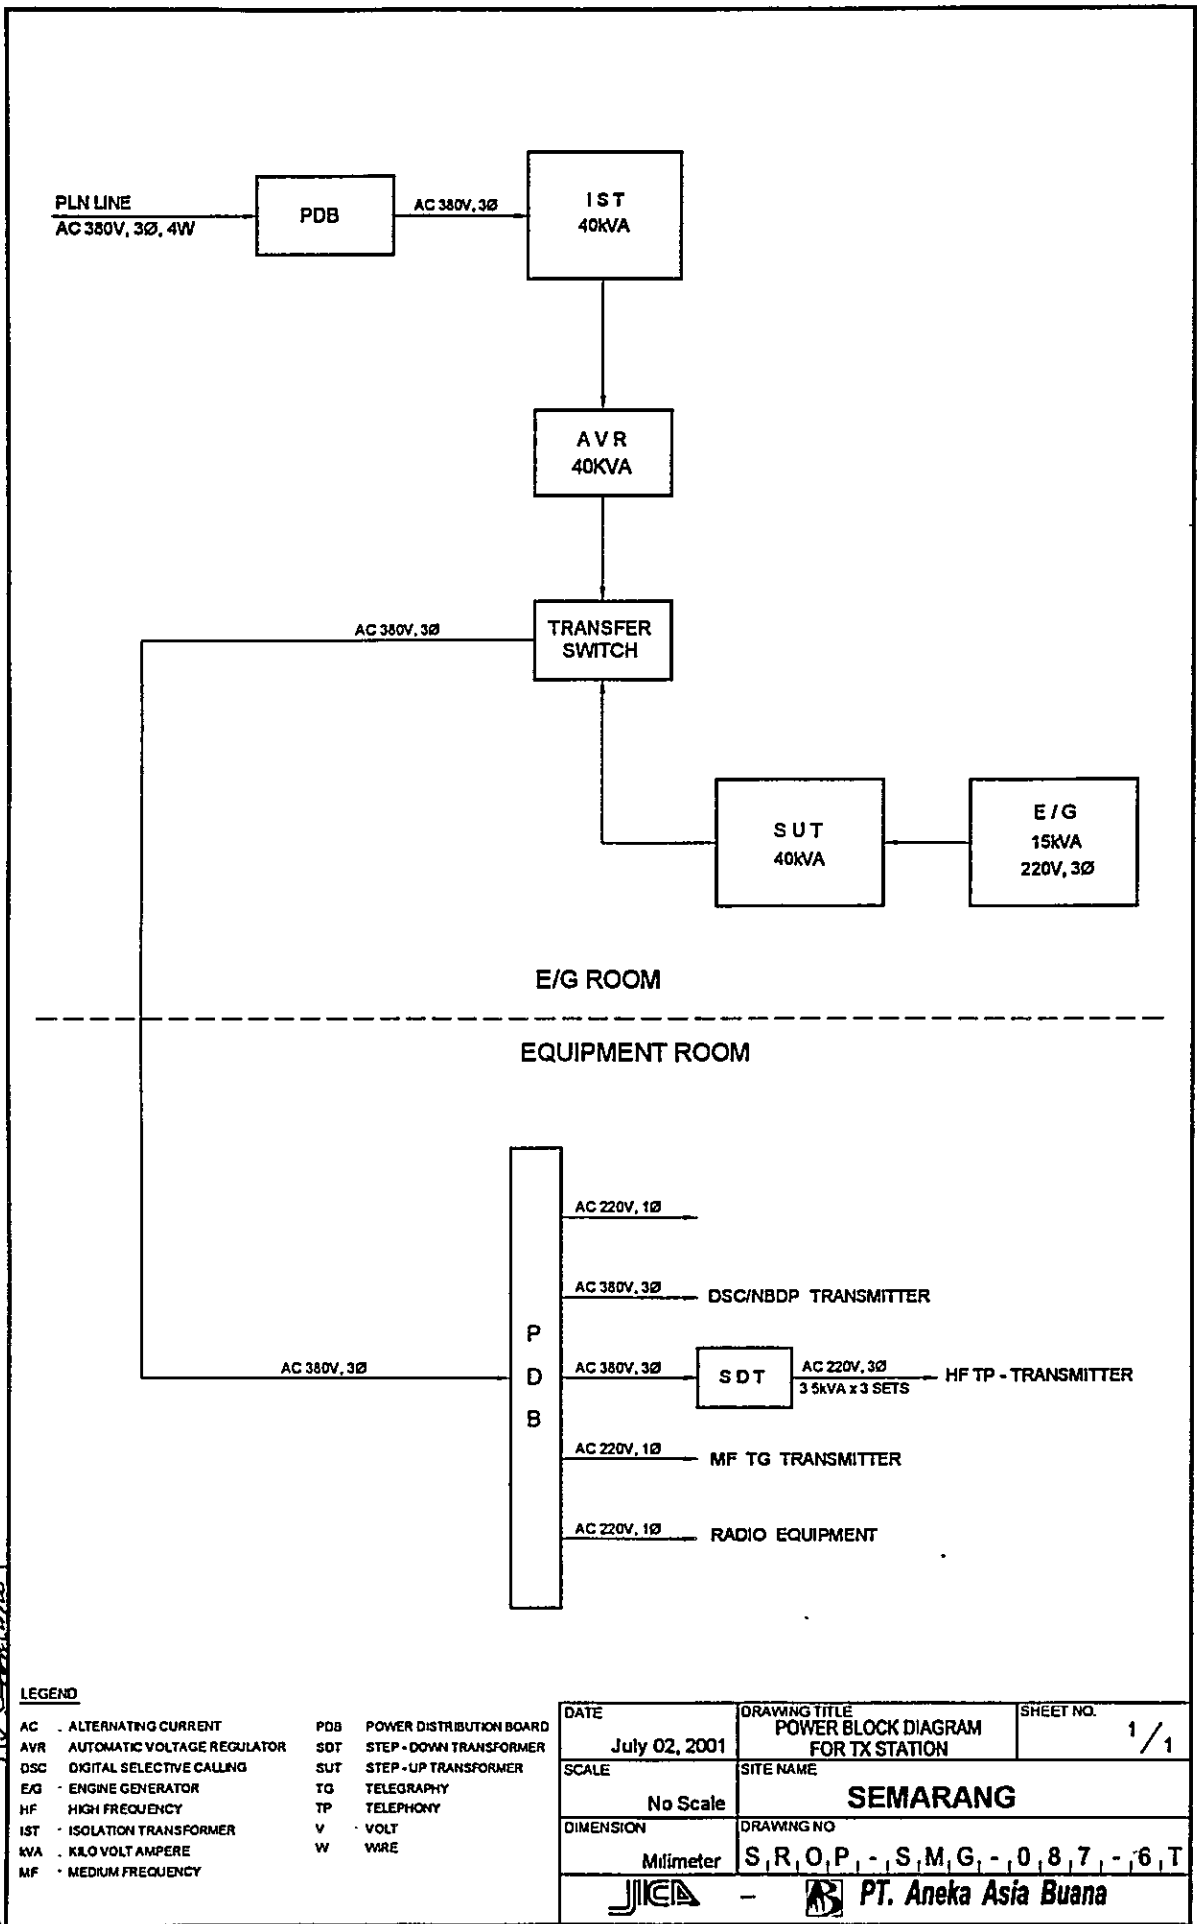 PLN LINE
AC 380V, 3Ø, 4W
PDB
AC 380V, 3Ø
IST
40kVA
AVR
40KVA
TRANSFER
SWITCH
AC 380V, 3Ø
SUT
40kVA
E/G
15kVA
220V, 3Ø
E/G ROOM
EQUIPMENT ROOM
AC 380V, 3Ø
P
D
B
AC 220V, 1Ø
AC 380V, 3Ø
DSC/NBDP TRANSMITTER
AC 380V, 3Ø
SDT
AC 220V, 3Ø
3 5kVA x 3 SETS
HF TP - TRANSMITTER
AC 220V, 1Ø
MF TG TRANSMITTER
AC 220V, 1Ø
RADIO EQUIPMENT
LEGEND
AC . ALTERNATING CURRENT
AVR AUTOMATIC VOLTAGE REGULATOR
DSC DIGITAL SELECTIVE CALLING
E/G - ENGINE GENERATOR
HF HIGH FREQUENCY
IST - ISOLATION TRANSFORMER
kVA . KILO VOLT AMPERE
MF - MEDIUM FREQUENCY
PDB POWER DISTRIBUTION BOARD
SDT STEP - DOWN TRANSFORMER
SUT STEP - UP TRANSFORMER
TG TELEGRAPHY
TP TELEPHONY
V - VOLT
W WIRE
DATE
July 02, 2001
DRAWING TITLE
POWER BLOCK DIAGRAM
FOR TX STATION
SHEET NO.
1/1
SCALE
No Scale
SITE NAME
SEMARANG
DIMENSION
Milimeter
DRAWING NO
SROP-SMG-087-6T
JICA - PT. Aneka Asia Buana